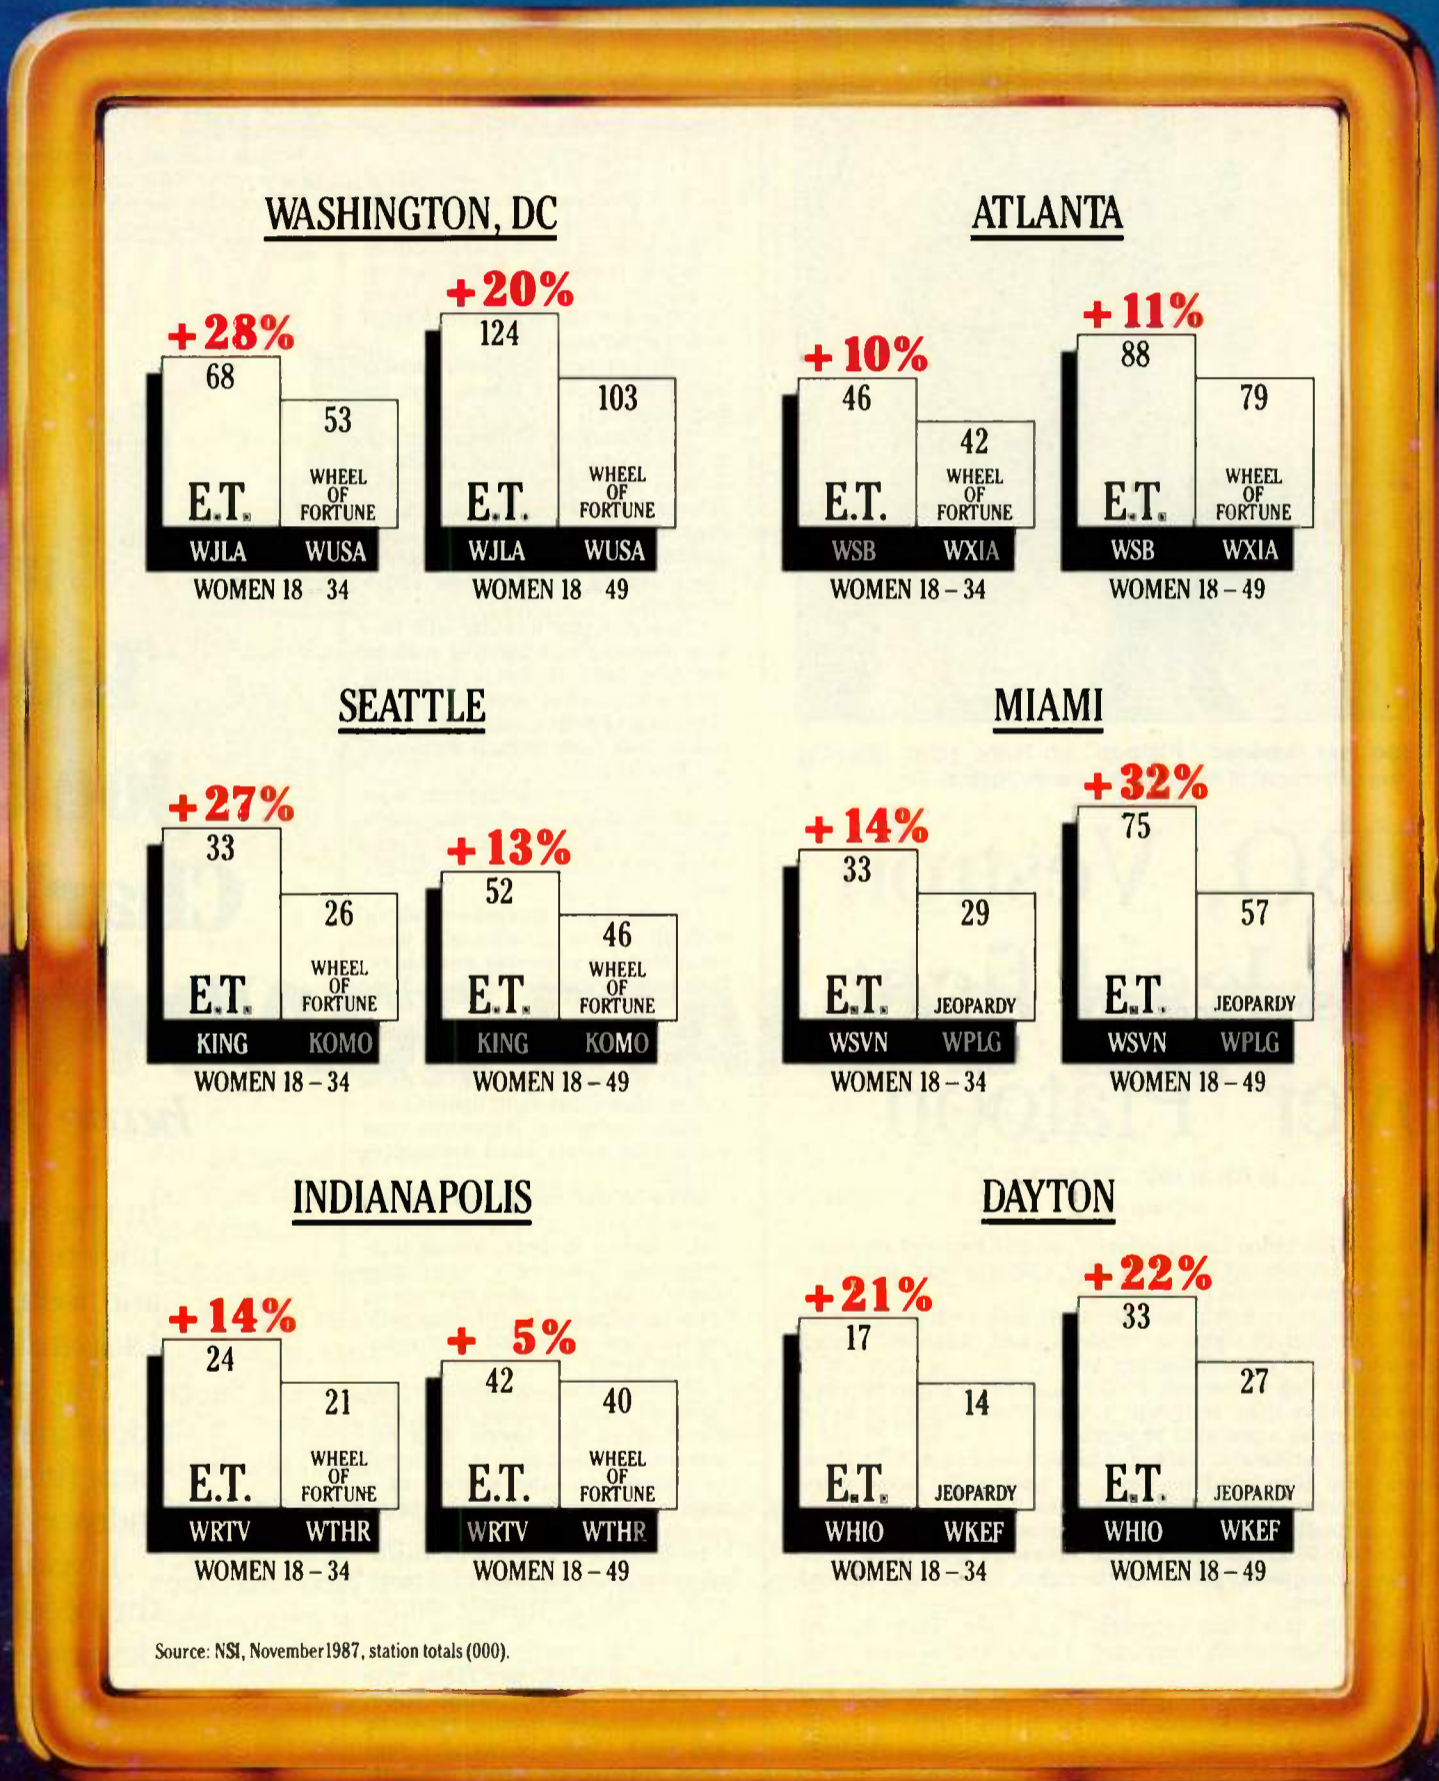 WASHINGTON, DC
+28%
68
53
E.T.
WHEEL
OF
FORTUNE
WJLA WUSA
WOMEN 18 34
+20%
124
103
E.T.
WHEEL
OF
FORTUNE
WJLA WUSA
WOMEN 18 49
ATLANTA
+10%
46
42
E.T.
WHEEL
OF
FORTUNE
WSB WXIA
WOMEN 18 – 34
+11%
88
79
E.T.
WHEEL
OF
FORTUNE
WSB WXIA
WOMEN 18 – 49
SEATTLE
+27%
33
26
E.T.
WHEEL
OF
FORTUNE
KING KOMO
WOMEN 18 – 34
+13%
52
46
E.T.
WHEEL
OF
FORTUNE
KING KOMO
WOMEN 18 – 49
MIAMI
+14%
33
29
E.T.
JEOPARDY
WSVN WPLG
WOMEN 18 – 34
+32%
75
57
E.T.
JEOPARDY
WSVN WPLG
WOMEN 18 – 49
INDIANAPOLIS
+14%
24
21
E.T.
WHEEL
OF
FORTUNE
WRTV WTHR
WOMEN 18 – 34
+ 5%
42
40
E.T.
WHEEL
OF
FORTUNE
WRTV WTHR
WOMEN 18 – 49
DAYTON
+21%
17
14
E.T.
JEOPARDY
WHIO WKEF
WOMEN 18 – 34
+22%
33
27
E.T.
JEOPARDY
WHIO WKEF
WOMEN 18 – 49
Source: NSI, November 1987, station totals (000).